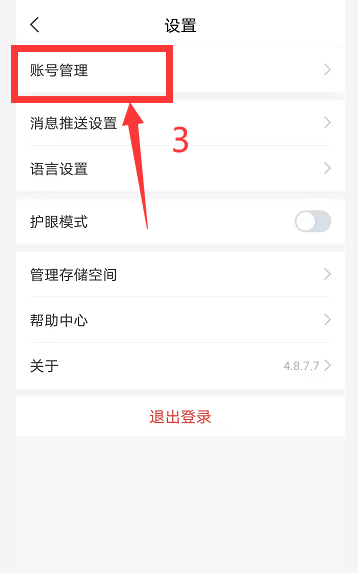 设置
账号管理
3
消息推送设置
语言设置
护眼模式
管理存储空间
帮助中心
关于 4.8.7.7
退出登录